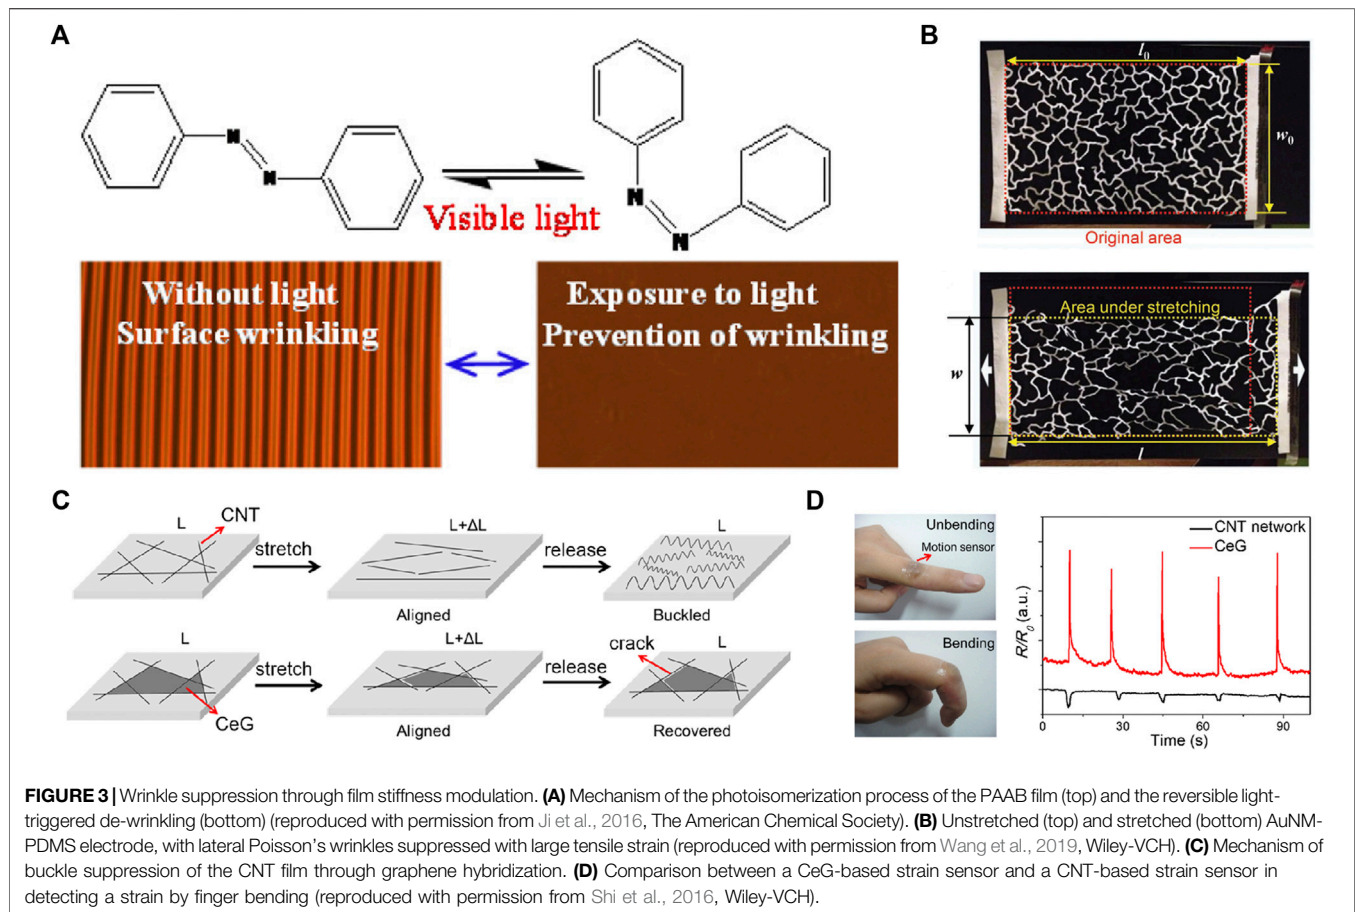 A
N
N
Visible light
N
N
Without light
Surface wrinkling
Exposure to light
Prevention of wrinkling
B
l0
w0
Original area
Area under stretching
w
l
C
L
CNT
stretch
L+ΔL
Aligned
release
L
Buckled
L
CeG
stretch
L+ΔL
Aligned
release
crack
L
Recovered
D
Unbending
Motion sensor
Bending
CNT network
CeG
R/R0 (a.u.)
0 30 60 90
Time (s)
FIGURE 3 | Wrinkle suppression through film stiffness modulation. (A) Mechanism of the photoisomerization process of the PAAB film (top) and the reversible light-
triggered de-wrinkling (bottom) (reproduced with permission from Ji et al., 2016, The American Chemical Society). (B) Unstretched (top) and stretched (bottom) AuNM-
PDMS electrode, with lateral Poisson's wrinkles suppressed with large tensile strain (reproduced with permission from Wang et al., 2019, Wiley-VCH). (C) Mechanism of
buckle suppression of the CNT film through graphene hybridization. (D) Comparison between a CeG-based strain sensor and a CNT-based strain sensor in
detecting a strain by finger bending (reproduced with permission from Shi et al., 2016, Wiley-VCH).